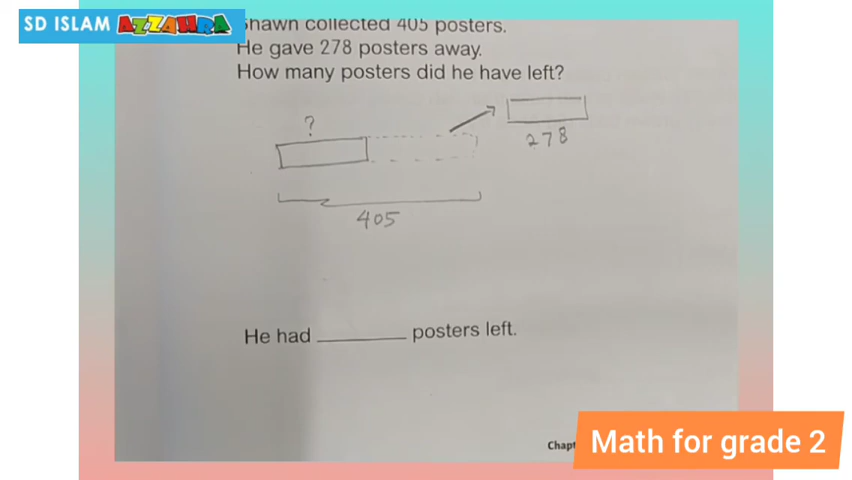 SD ISLAM AZZAHRA
Shawn collected 405 posters.
He gave 278 posters away.
How many posters did he have left?
?
278
405
He had ________ posters left.
Math for grade 2